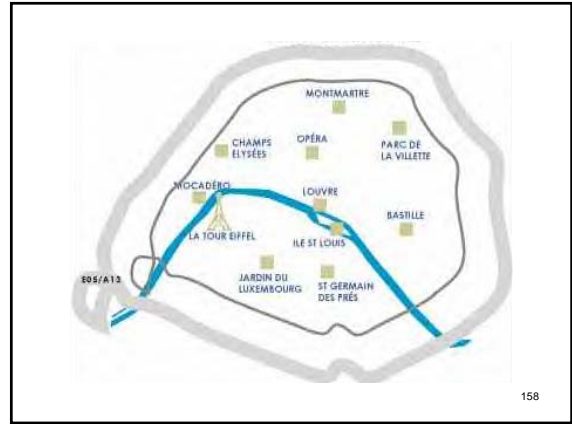 MONTMARTRE
CHAMPS
ELYSÉES
OPÉRA
PARC DE
LA VILLETTE
MOCADÉRO
LOUVRE
BASTILLE
LA TOUR EIFFEL
ILE ST LOUIS
E05/A13
JARDIN DU
LUXEMBOURG
ST GERMAIN
DES PRÉS
158